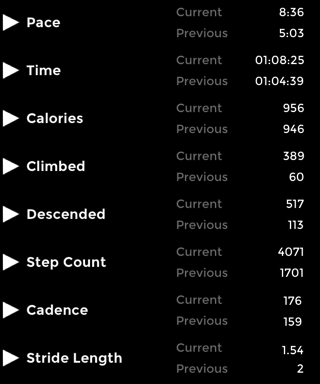 Pace
Current 8:36
Previous 5:03
Time
Current 01:08:25
Previous 01:04:39
Calories
Current 956
Previous 946
Climbed
Current 389
Previous 60
Descended
Current 517
Previous 113
Step Count
Current 4071
Previous 1701
Cadence
Current 176
Previous 159
Stride Length
Current 1.54
Previous 2